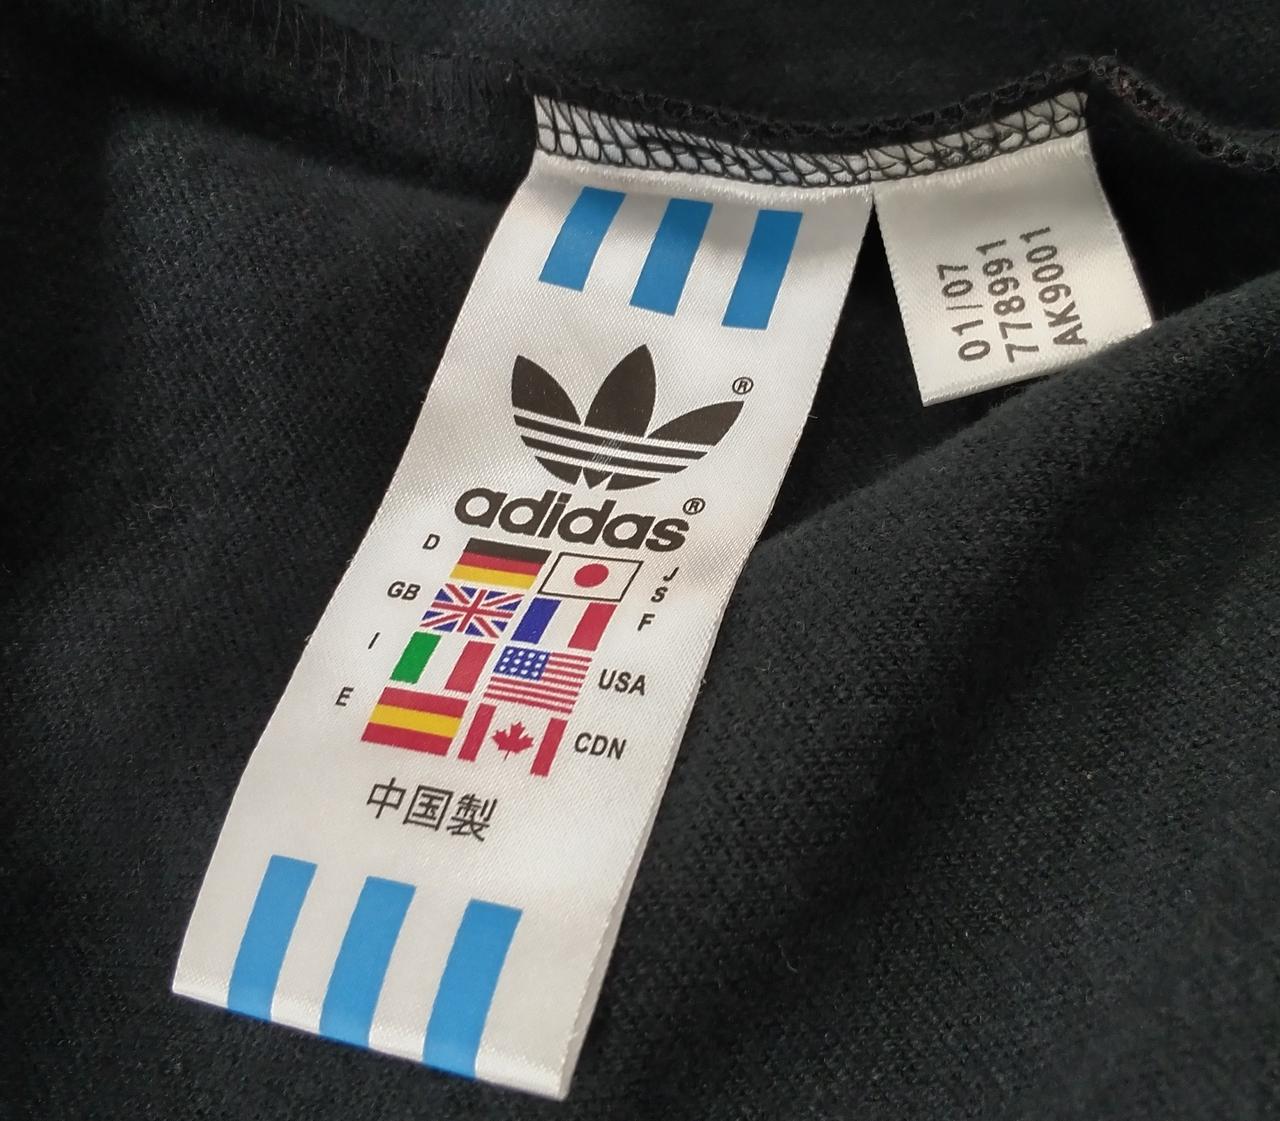 adidas®
D
J
S
GB
F
I
USA
E
CDN
中国製
01/07
778991
AK9001